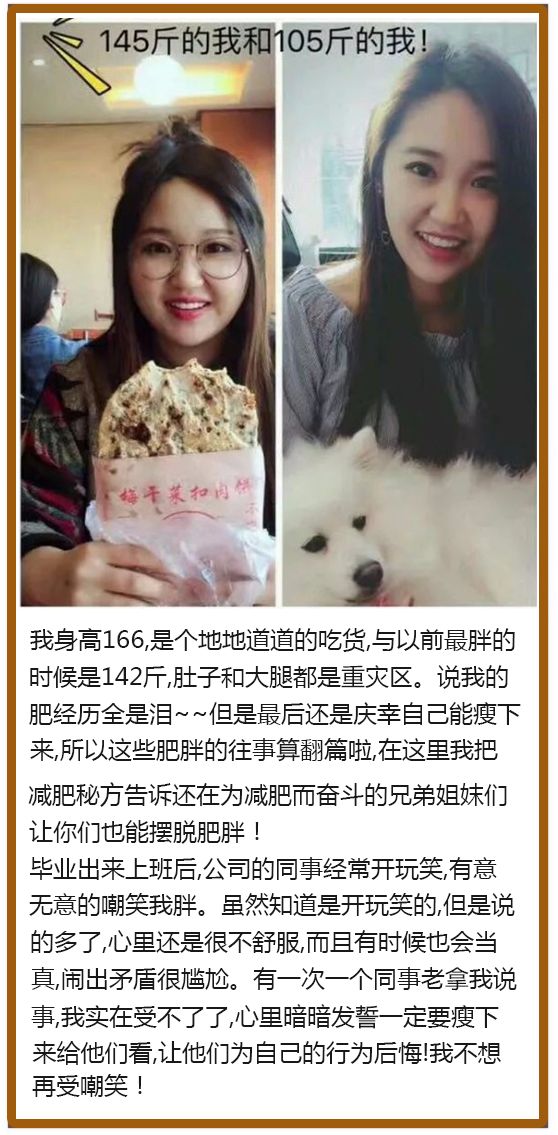 145斤的我和105斤的我!
梅干菜扣肉饼
我身高166,是个地地道道的吃货,与以前最胖的
时候是142斤,肚子和大腿都是重灾区。说我的
肥经历全是泪~~但是最后还是庆幸自己能瘦下
来,所以这些肥胖的往事算翻篇啦,在这里我把
减肥秘方告诉还在为减肥而奋斗的兄弟姐妹们
让你们也能摆脱肥胖！
毕业出来上班后,公司的同事经常开玩笑,有意
无意的嘲笑我胖。虽然知道是开玩笑的,但是说
的多了,心里还是很不舒服,而且有时候也会当
真,闹出矛盾很尴尬。有一次一个同事老拿我说
事,我实在受不了了,心里暗暗发誓一定要瘦下
来给他们看,让他们为自己的行为后悔!我不想
再受嘲笑！